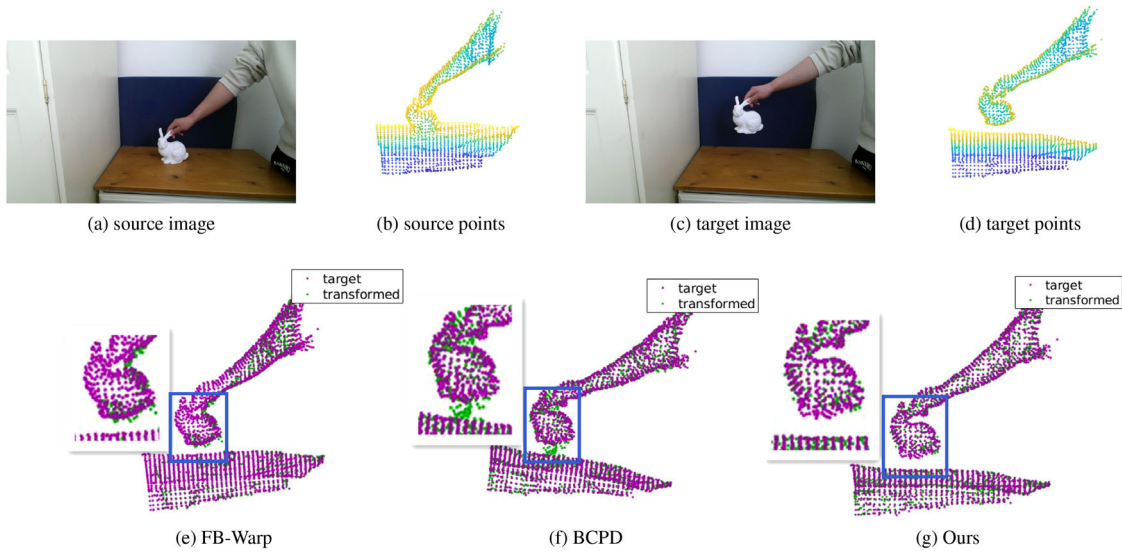 (a) source image
(b) source points
(c) target image
(d) target points
target
transformed
target
transformed
target
transformed
(e) FB-Warp
(f) BCPD
(g) Ours